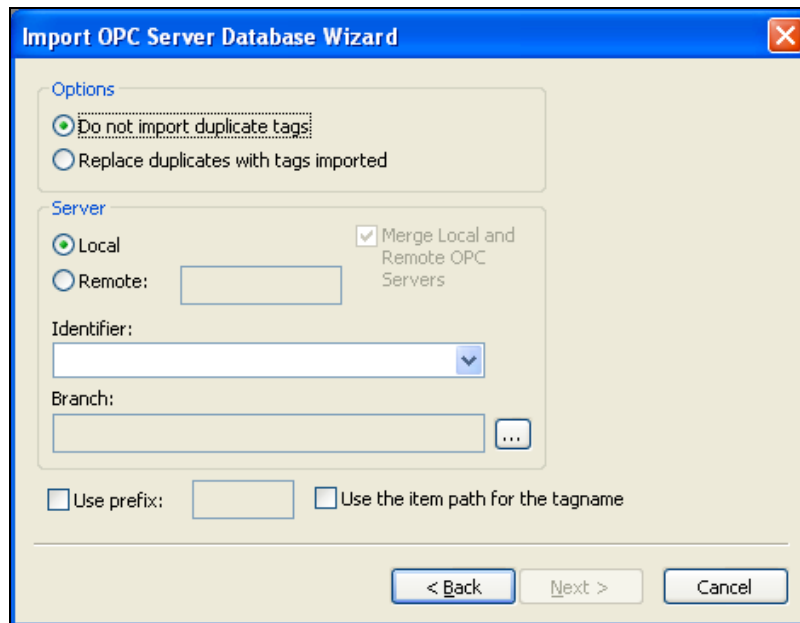 Import OPC Server Database Wizard
Options
Do not import duplicate tags
Replace duplicates with tags imported
Server
Local
Merge Local and
Remote OPC
Servers
Remote:
Identifier:
Branch:
...
Use prefix:
Use the item path for the tagname
< Back
Next >
Cancel